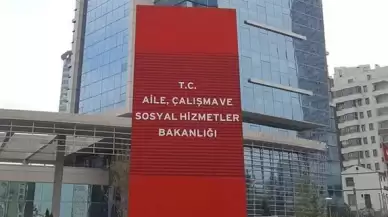 T.C.
AİLE, ÇALIŞMA VE
SOSYAL HİZMETLER
BAKANLIĞI